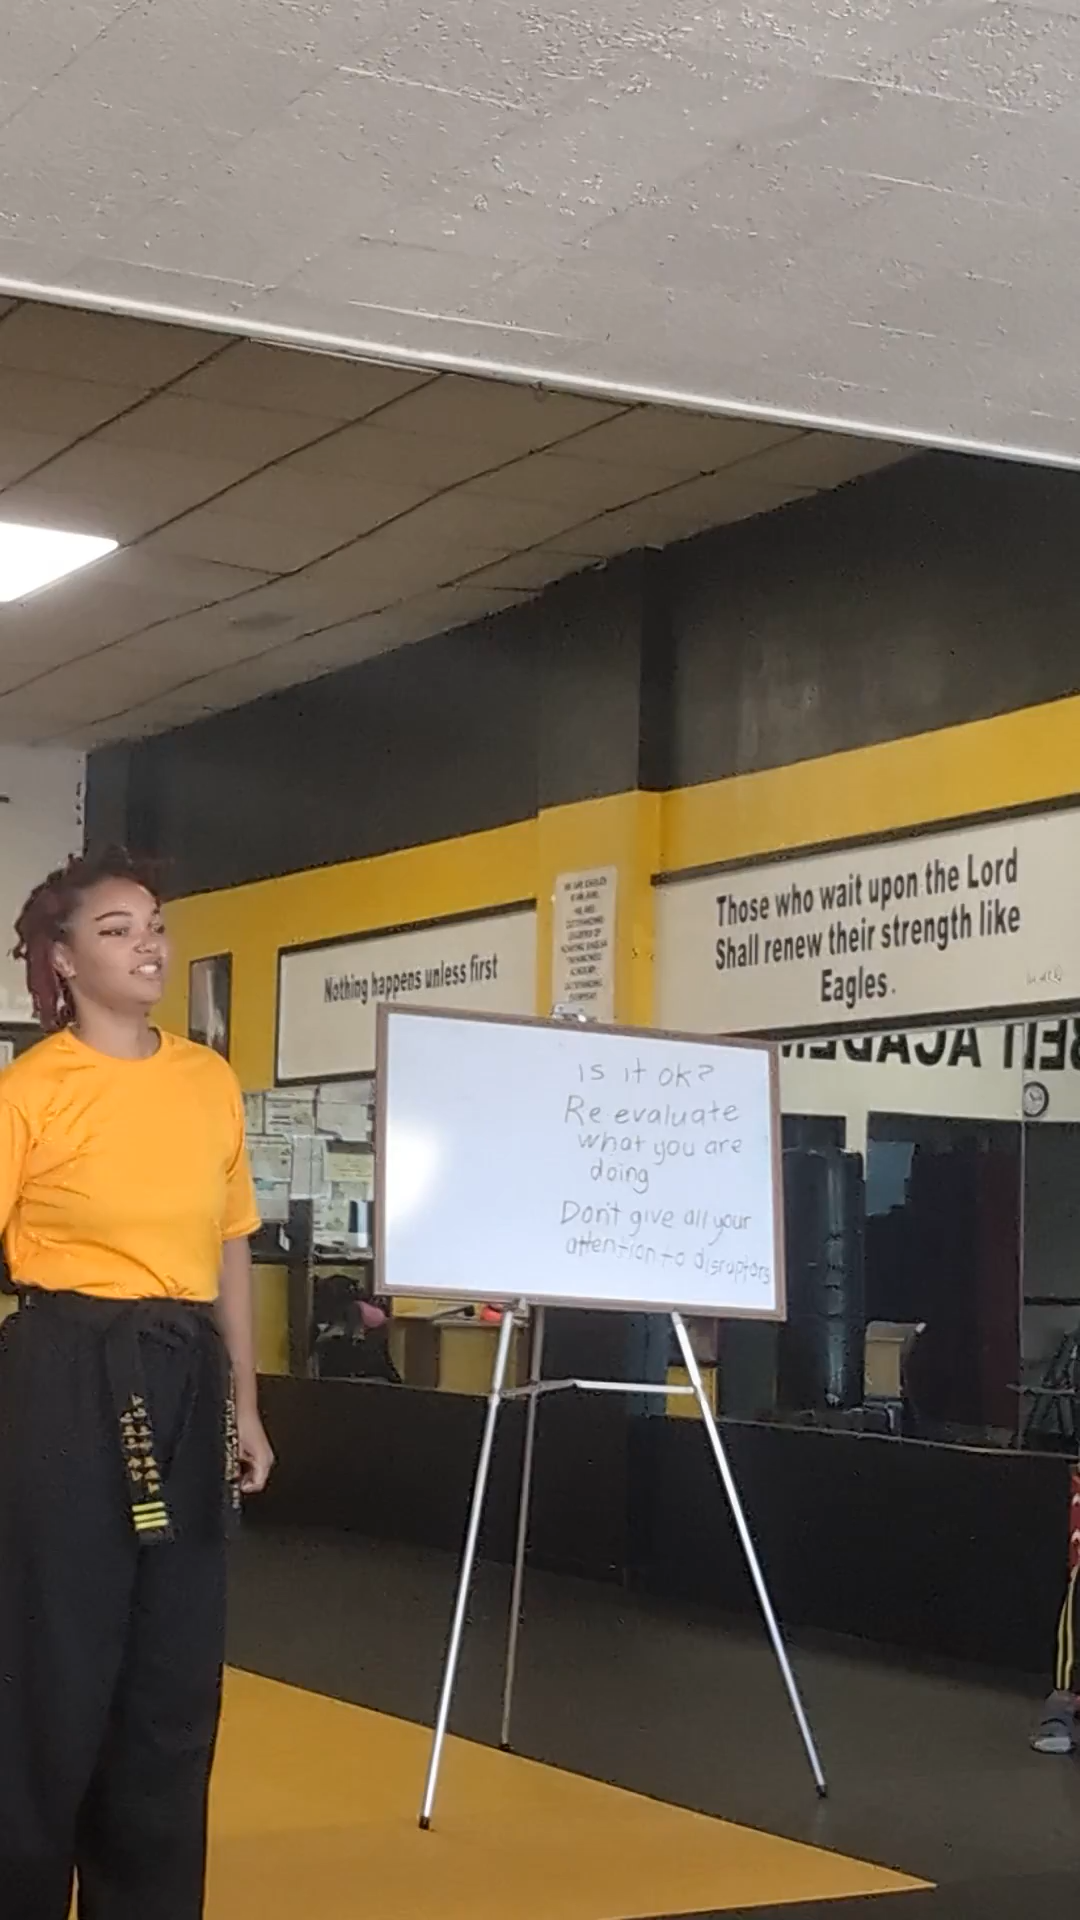 Nothing happens unless first
Those who wait upon the Lord
Shall renew their strength like
Eagles.
is it ok?
Re evaluate
what you are
doing
Don't give all your
attention to disruptors